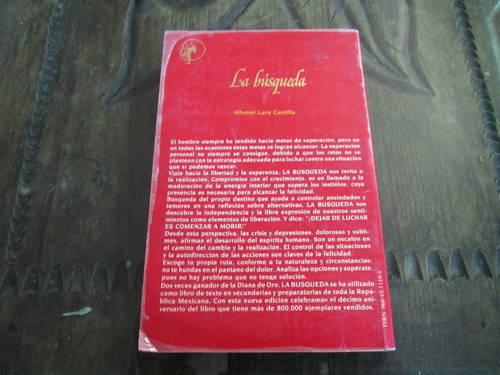 La búsqueda
Alfonso Lara Castilla
El hombre siempre ha tendido hacia metas de superación, pero no
en todas las ocasiones estas metas se logran alcanzar. La superación
personal no siempre se consigue, debido a que los retos no se
plantean con la estrategia adecuada para luchar contra una situación
que si podemos vencer.
Viaje hacia la libertad y la esperanza. LA BUSQUEDA nos invita a
la realización. Compromiso con el crecimiento, es un llamado a la
maduración de la energía interior que supera los instintos, cuya
presencia es necesaria para alcanzar la felicidad.
Búsqueda del propio destino que ayuda a controlar ansiedades y
temores en una reflexión sobre alternativas. LA BUSQUEDA nos
descubre la independencia y la libre expresión de nuestros senti-
mientos como elementos de liberación. Y dice: "¡DEJAR DE LUCHAR
ES COMENZAR A MORIR!"
Desde esta perspectiva, las crisis y depresiones, dolorosas y subli-
mes, afirman el desarrollo del espíritu humano. Son un escalón en
el camino del cambio y la realización. El control de las situaciones
y la autodirección de las acciones son claves de la felicidad.
Escoge tu propia ruta, conforme a tu naturaleza y circunstancias;
no te hundas en el pantano del dolor. Analiza las opciones y supérate,
pues no hay problema que no tenga solución.
Dos veces ganador de la Diana de Oro, LA BUSQUEDA se ha utilizado
como libro de texto en secundarias y preparatorias de toda la Repú-
blica Mexicana. Con esta nueva edición celebramos el décimo ani-
versario del libro que tiene más de 800,000 ejemplares vendidos.